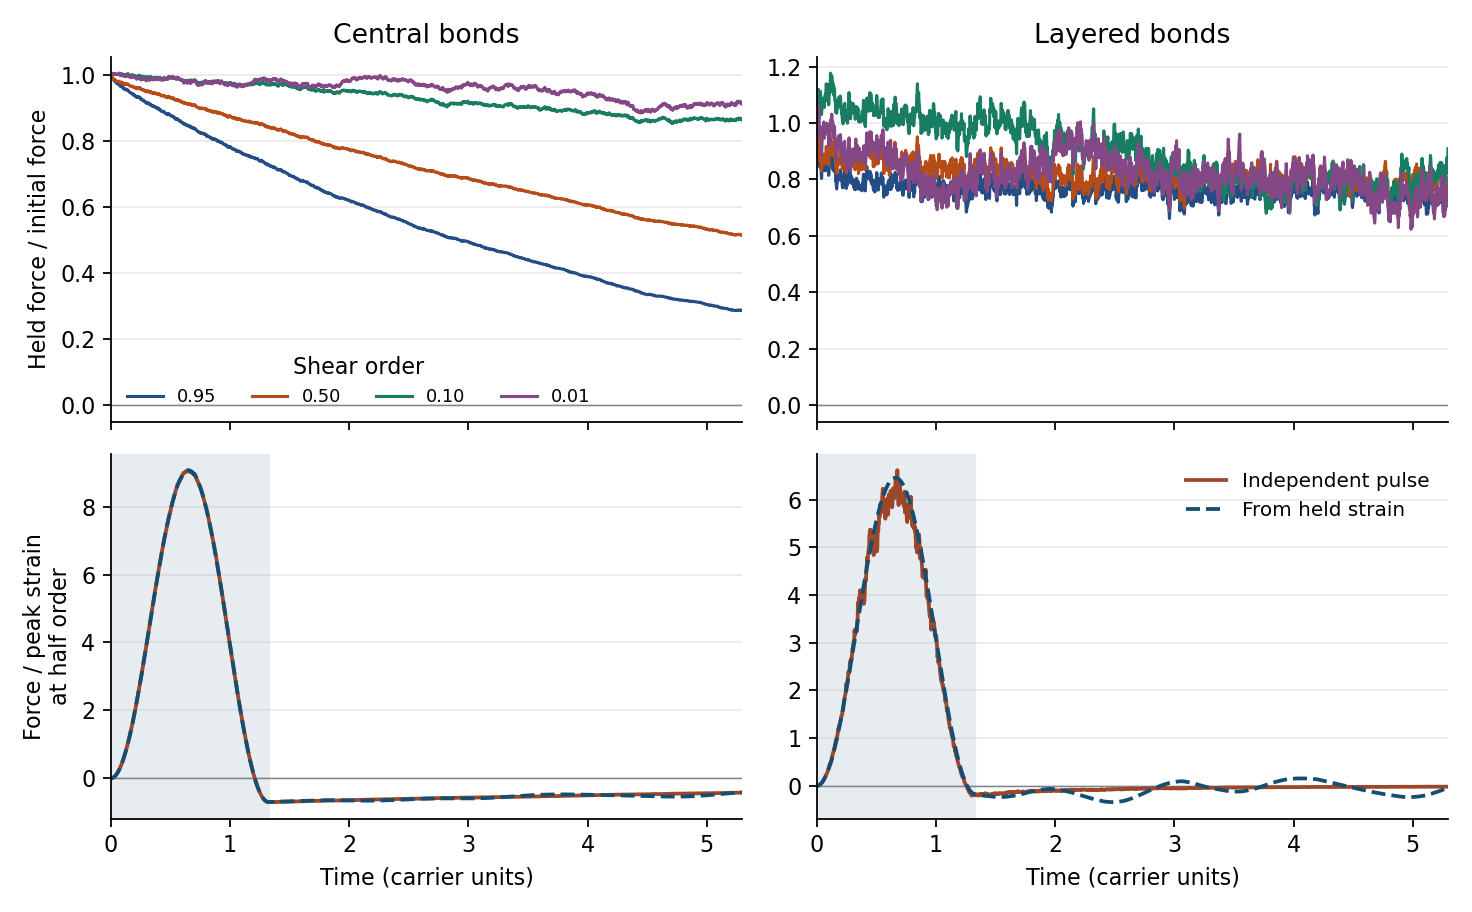 Central bonds
Layered bonds
Held force / initial force
1.0
0.8
0.6
0.4
0.2
0.0
Shear order
0.95 0.50 0.10 0.01
1.2
1.0
0.8
0.6
0.4
0.2
0.0
Force / peak strain
at half order
8
6
4
2
0
0 1 2 3 4 5
Time (carrier units)
6
5
4
3
2
1
0
Independent pulse
From held strain
0 1 2 3 4 5
Time (carrier units)